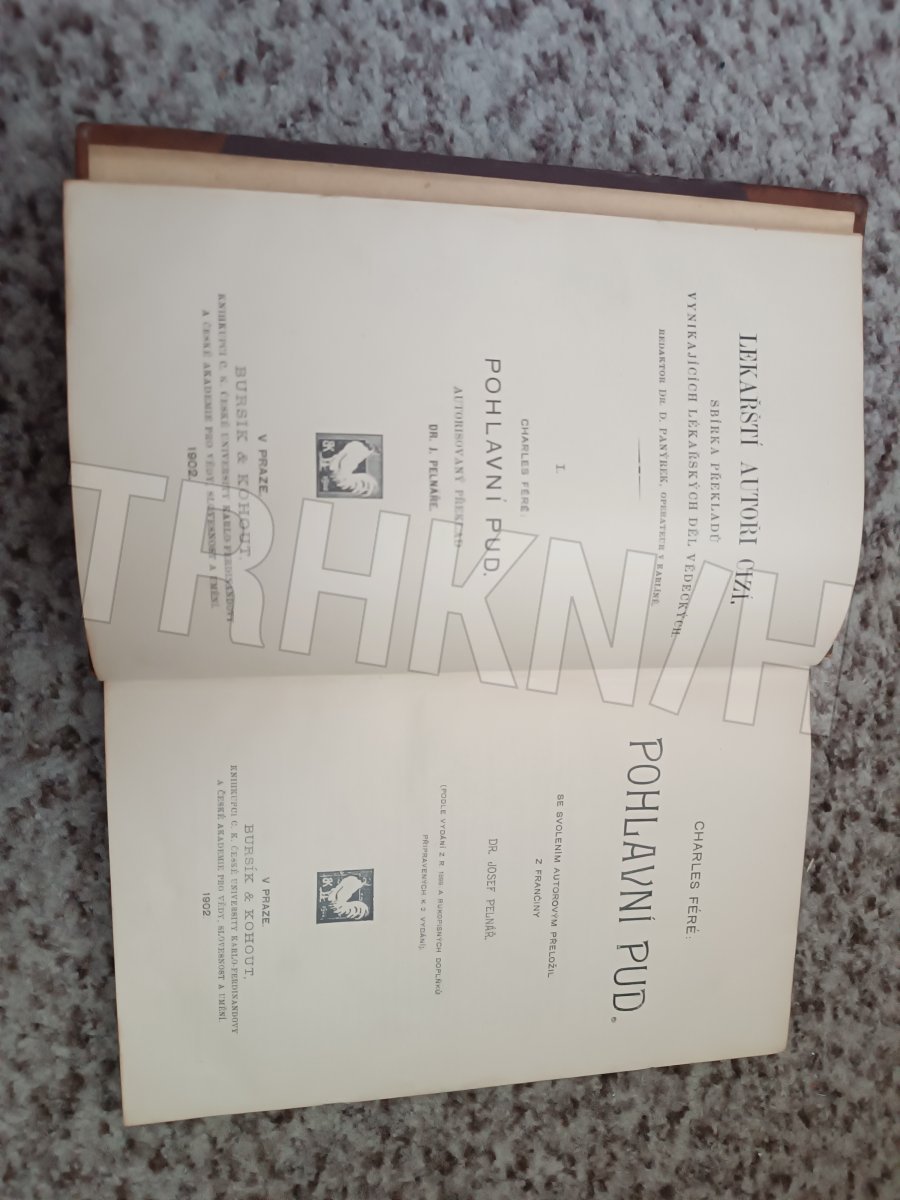 LÉKAŘŠTÍ AUTOŘI CIZÍ.
SBÍRKA PŘEKLADŮ
VYNIKAJÍCÍCH LÉKAŘSKÝCH DĚL VĚDECKÝCH
REDAKTOR DR. D. PANÝREK, OPERATEUR V KARLÍNĚ
I.
CHARLES FÉRÉ:
POHLAVNÍ PUD.
AUTORISOVANÝ PŘEKLAD
DR. J. PELNÁŘE.
V PRAZE.
BURSÍK & KOHOUT,
KNIHKUPCI C. K. ČESKÉ UNIVERSITY KARLO-FERDINANDOVY
A ČESKÉ AKADEMIE PRO VĚDY, SLOVESNOST A UMĚNÍ.
1902.
CHARLES FÉRÉ:
POHLAVNÍ PUD.
SE SVOLENÍM AUTOROVÝM PŘELOŽIL
Z FRANČINY
DR. JOSEF PELNÁŘ.
(PODLE VYDÁNÍ Z R. 1899 A RUKOPISNÝCH DOPLŇKŮ
PŘIPRAVENÝCH K 2. VYDÁNÍ).
V PRAZE.
BURSÍK & KOHOUT,
KNIHKUPCI C. K. ČESKÉ UNIVERSITY KARLO-FERDINANDOVY
A ČESKÉ AKADEMIE PRO VĚDY, SLOVESNOST A UMĚNÍ.
1902
TRHKNIH